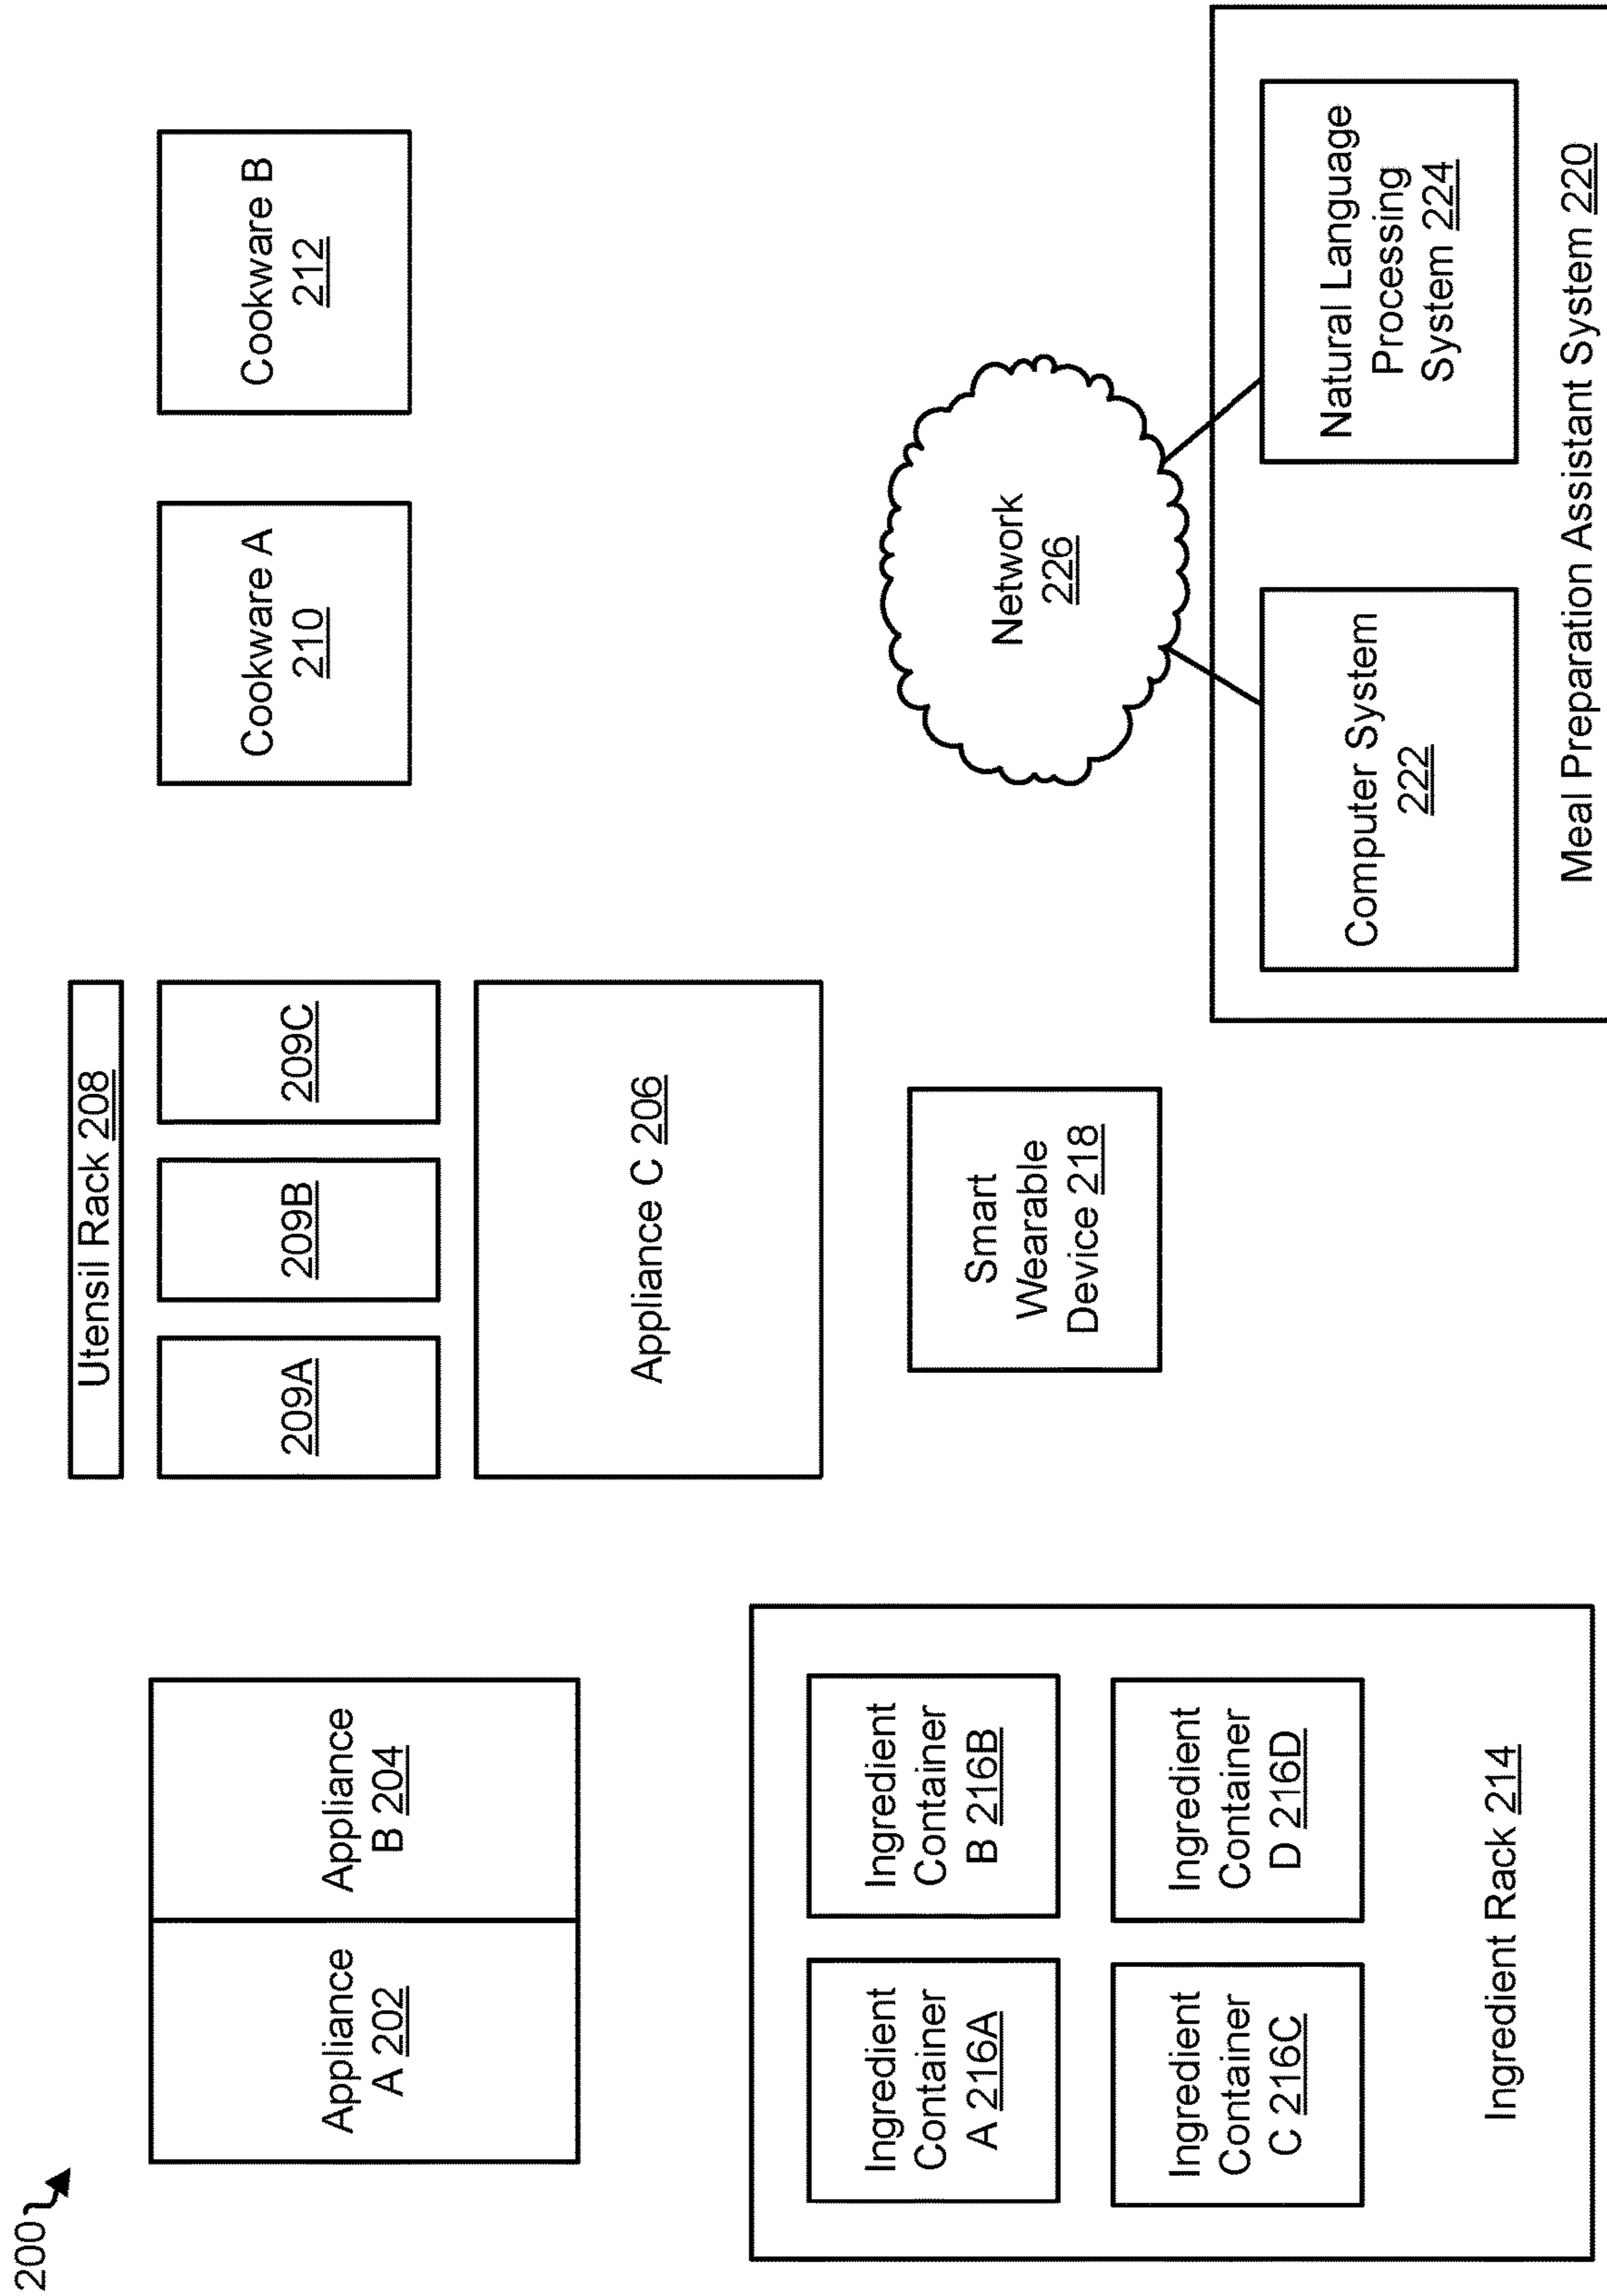 200
Utensil Rack 208
Appliance
A 202
Appliance
B 204
209A
209B
209C
Cookware A
210
Cookware B
212
Appliance C 206
Ingredient
Container
A 216A
Ingredient
Container
B 216B
Ingredient
Container
C 216C
Ingredient
Container
D 216D
Ingredient Rack 214
Smart
Wearable
Device 218
Network
226
Computer System
222
Natural Language
Processing
System 224
Meal Preparation Assistant System 220